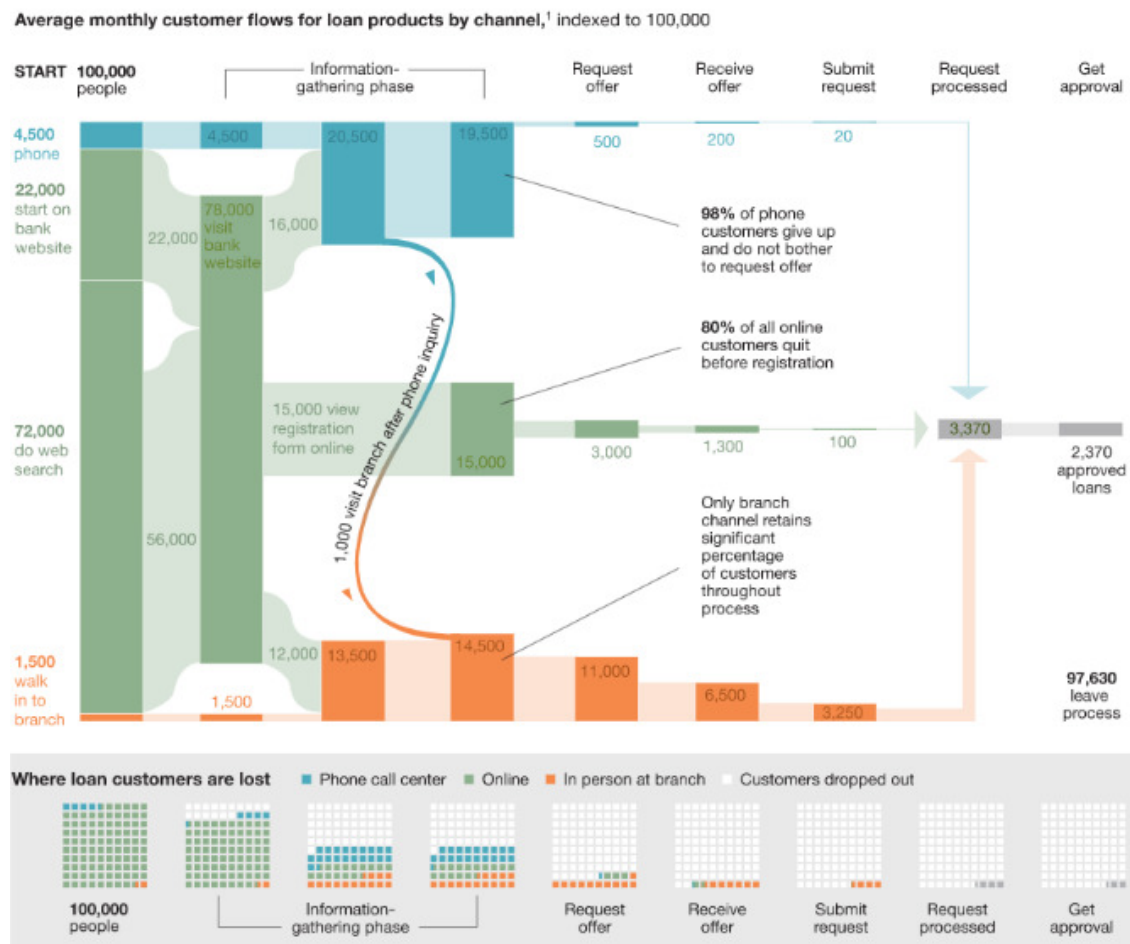 Average monthly customer flows for loan products by channel,¹ indexed to 100,000
START
100,000
people
Information-
gathering phase
Request
offer
Receive
offer
Submit
request
Request
processed
Get
approval
4,500
phone
4,500
20,500
19,500
500
200
20
22,000
start on
bank
website
22,000
78,000
visit
bank
website
16,000
98% of phone
customers give up
and do not bother
to request offer
1,000 visit branch after phone inquiry
80% of all online
customers quit
before registration
72,000
do web
search
15,000 view
registration
form online
15,000
3,000
1,300
100
3,370
2,370
approved
loans
56,000
Only branch
channel retains
significant
percentage
of customers
throughout
process
1,500
walk
in to
branch
1,500
12,000
13,500
14,500
11,000
6,500
3,250
97,630
leave
process
Where loan customers are lost
Phone call center
Online
In person at branch
Customers dropped out
100,000
people
Information-
gathering phase
Request
offer
Receive
offer
Submit
request
Request
processed
Get
approval